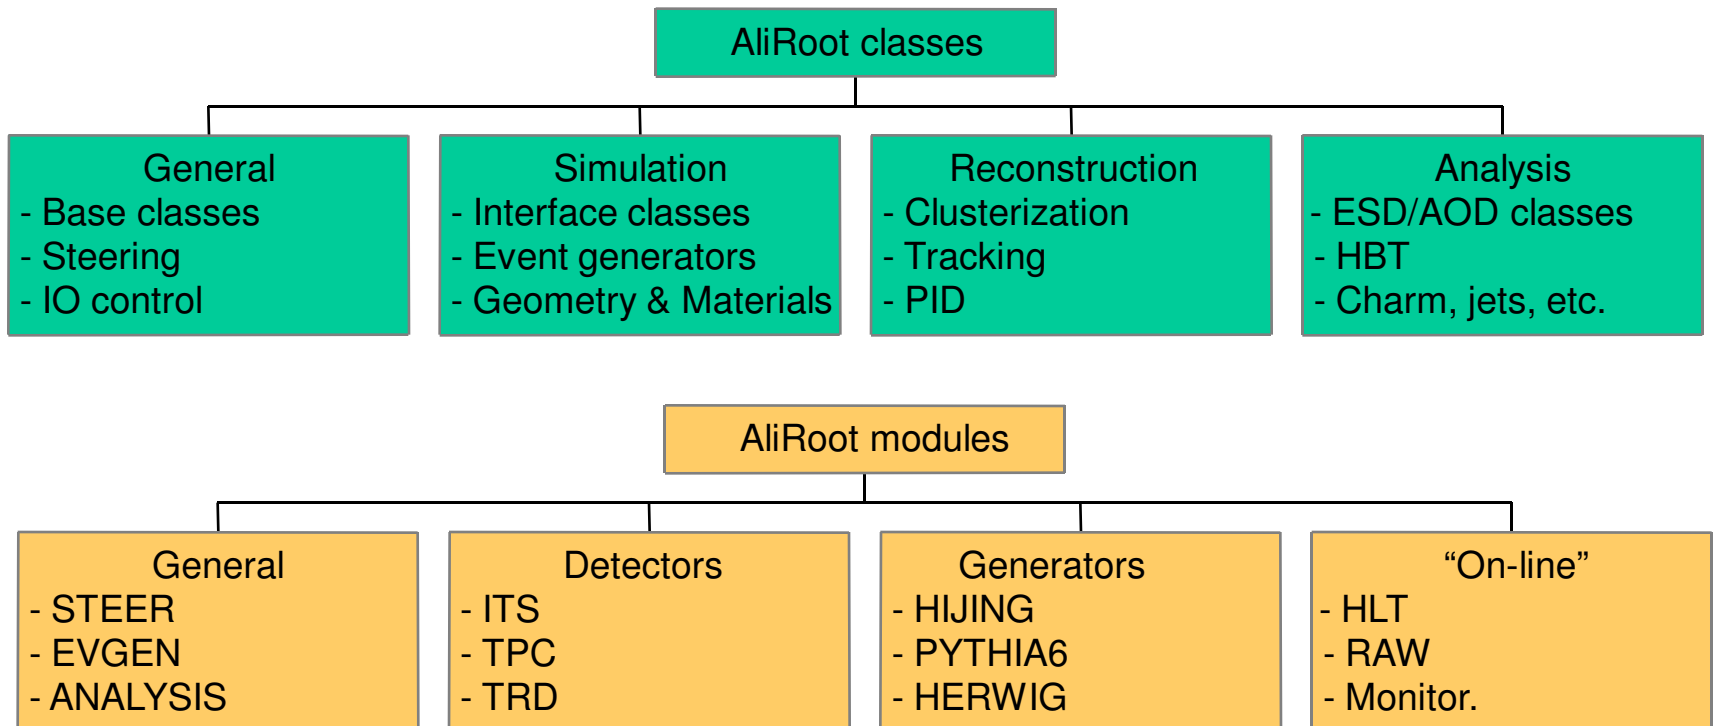 AliRoot classes
General
- Base classes
- Steering
- IO control
Simulation
- Interface classes
- Event generators
- Geometry & Materials
Reconstruction
- Clusterization
- Tracking
- PID
Analysis
- ESD/AOD classes
- HBT
- Charm, jets, etc.
AliRoot modules
General
- STEER
- EVGEN
- ANALYSIS
Detectors
- ITS
- TPC
- TRD
Generators
- HIJING
- PYTHIA6
- HERWIG
“On-line”
- HLT
- RAW
- Monitor.